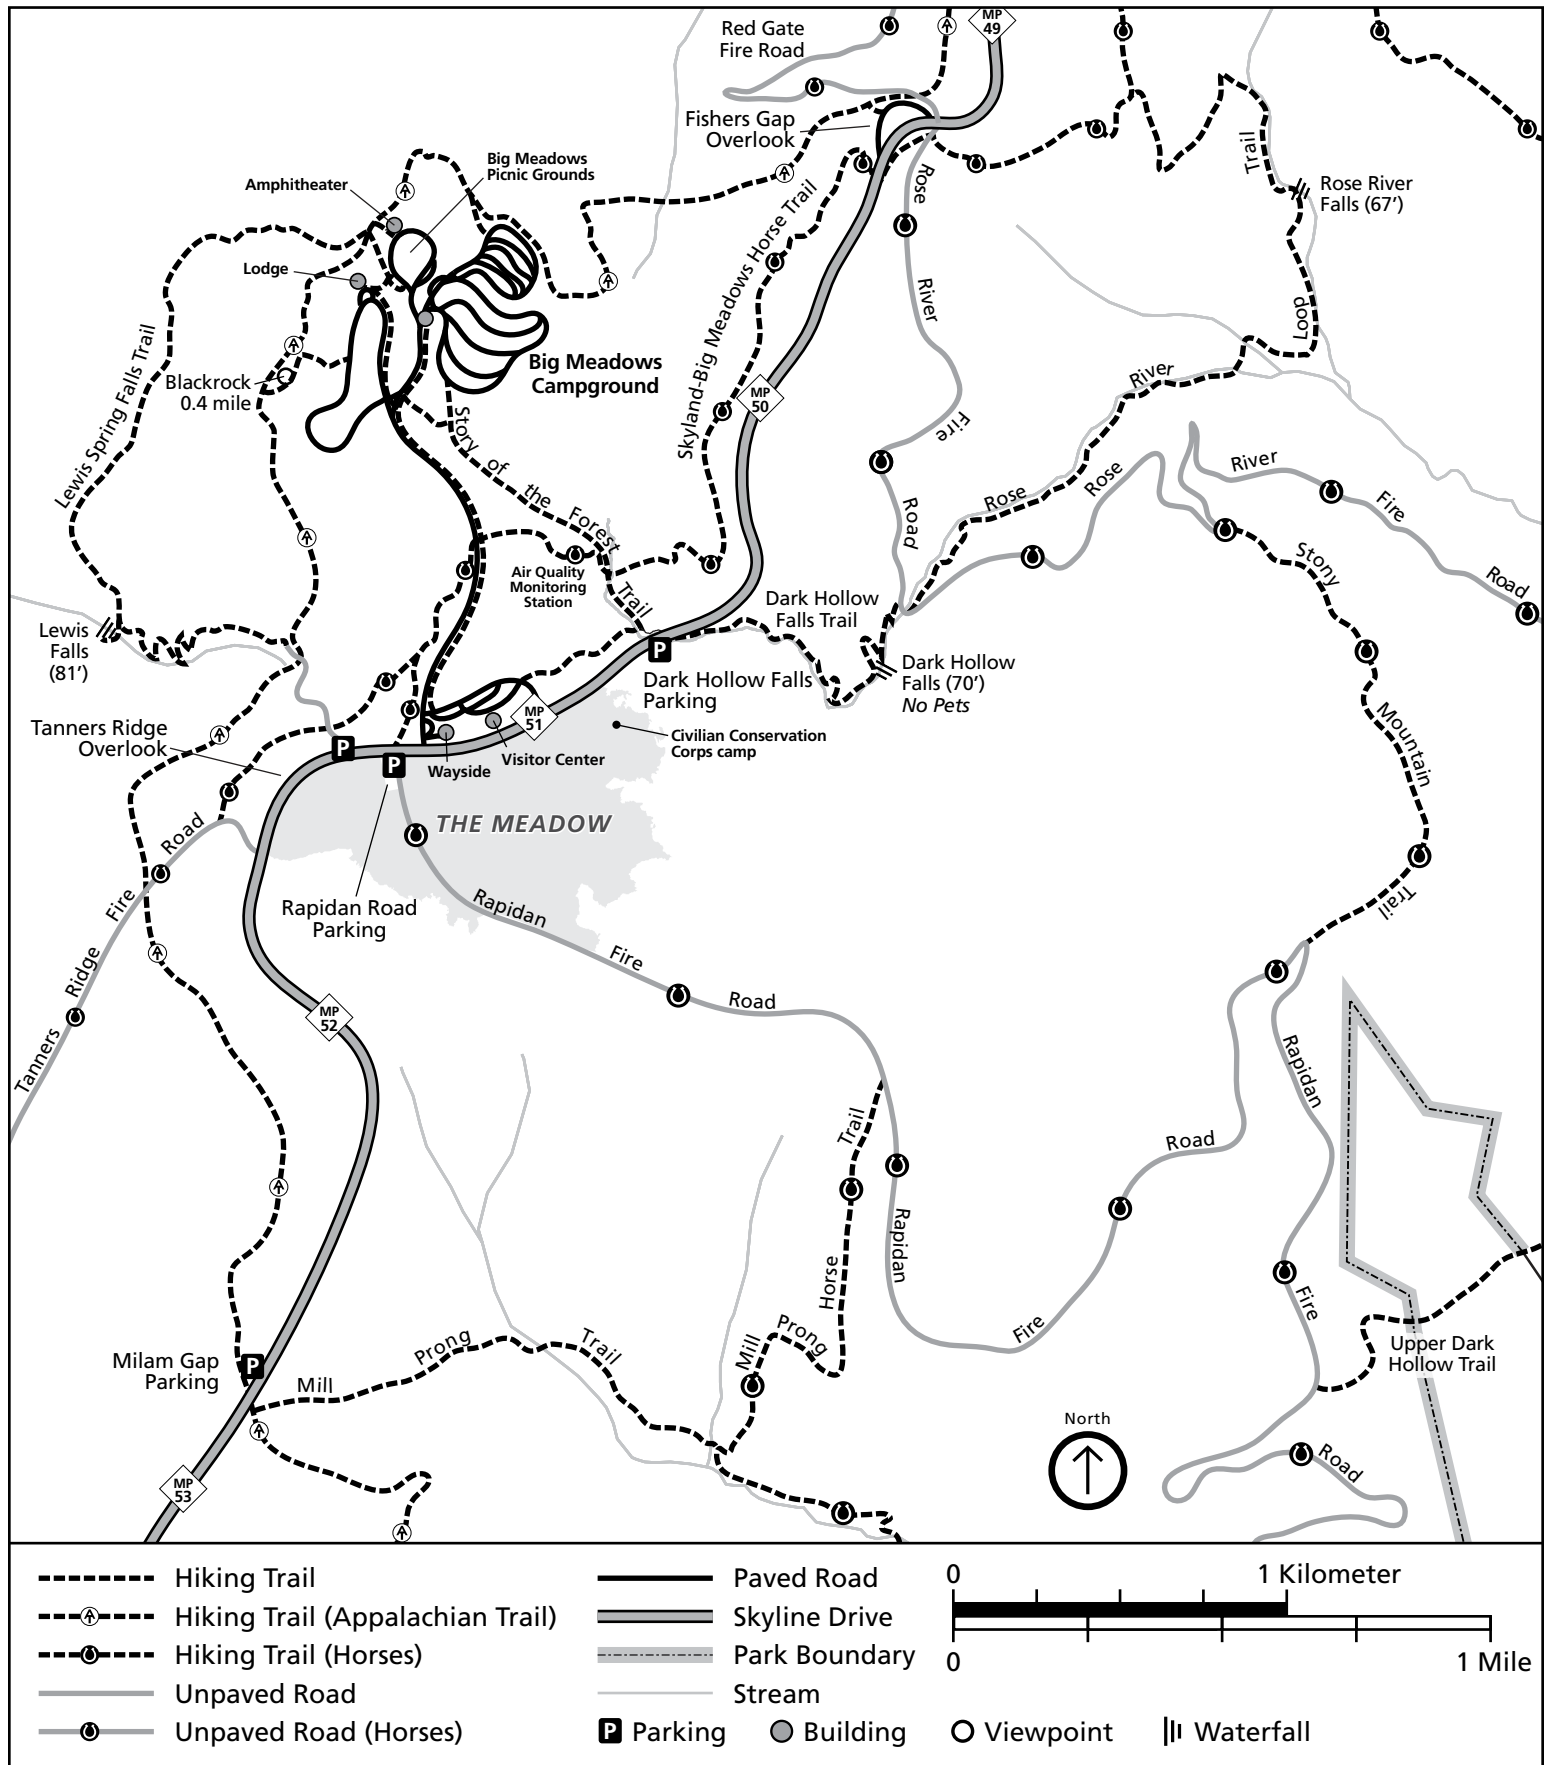 MP
49
Red Gate
Fire Road
Fishers Gap
Overlook
Big Meadows
Picnic Grounds
Amphitheater
Lodge
Trail
Rose River
Falls (67′)
Loop
River
Rose
Rose
River
Fire
Road
Skyland-Big Meadows Horse Trail
Big Meadows
Campground
Blackrock
0.4 mile
Lewis Spring Falls Trail
MP
50
Story of the Forest Trail
Rose
River
Fire
Road
Stony
Mountain
Trail
Air Quality
Monitoring
Station
Dark Hollow
Falls Trail
Lewis
Falls
(81′)
P
Dark Hollow Falls
Parking
Dark Hollow
Falls (70′)
No Pets
MP
51
Tanners Ridge
Overlook
P
P
Wayside
Visitor Center
Civilian Conservation
Corps camp
THE MEADOW
Tanners Ridge Fire Road
Rapidan Road
Parking
Rapidan
Fire
Road
MP
52
Rapidan
Fire
Road
Rapidan
Fire
Road
Mill
Prong
Horse
Trail
Milam Gap
Parking
P
Mill
Prong
Trail
Upper Dark
Hollow Trail
North
MP
53
Hiking Trail
Hiking Trail (Appalachian Trail)
Hiking Trail (Horses)
Unpaved Road
Unpaved Road (Horses)
Paved Road
Skyline Drive
Park Boundary
Stream
P Parking
Building
Viewpoint
Waterfall
0
1 Kilometer
0
1 Mile